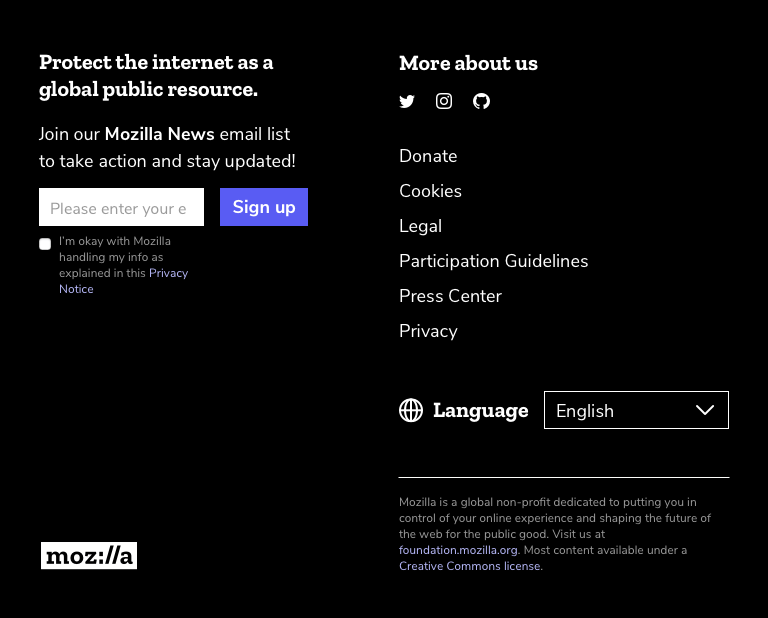 Protect the internet as a
global public resource.
Join our Mozilla News email list
to take action and stay updated!
Please enter your e
Sign up
I'm okay with Mozilla
handling my info as
explained in this Privacy
Notice
moz://a
More about us
Donate
Cookies
Legal
Participation Guidelines
Press Center
Privacy
Language
English
Mozilla is a global non-profit dedicated to putting you in
control of your online experience and shaping the future of
the web for the public good. Visit us at
foundation.mozilla.org. Most content available under a
Creative Commons license.